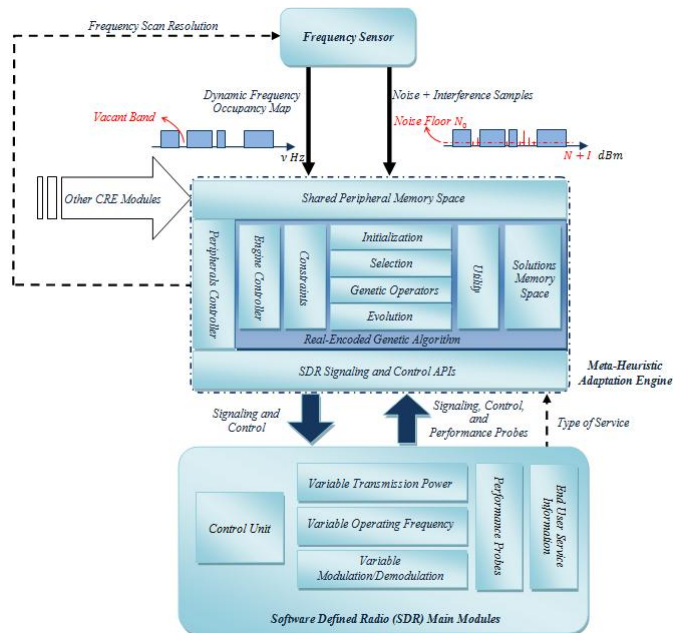 Frequency Scan Resolution
Frequency Sensor
Dynamic Frequency
Occupancy Map
Noise + Interference Samples
Vacant Band
Noise Floor N0
ν Hz
N + I dBm
Other CRE Modules
Shared Peripheral Memory Space
Peripherals Controller
Engine Controller
Constraints
Initialization
Selection
Genetic Operators
Evolution
Utility
Solutions
Memory
Space
Real-Encoded Genetic Algorithm
SDR Signaling and Control APIs
Meta-Heuristic
Adaptation Engine
Signaling and
Control
Signaling, Control,
and
Performance Probes
Type of Service
Control Unit
Variable Transmission Power
Variable Operating Frequency
Variable
Modulation/Demodulation
Performance Probes
End User Service
Information
Software Defined Radio (SDR) Main Modules